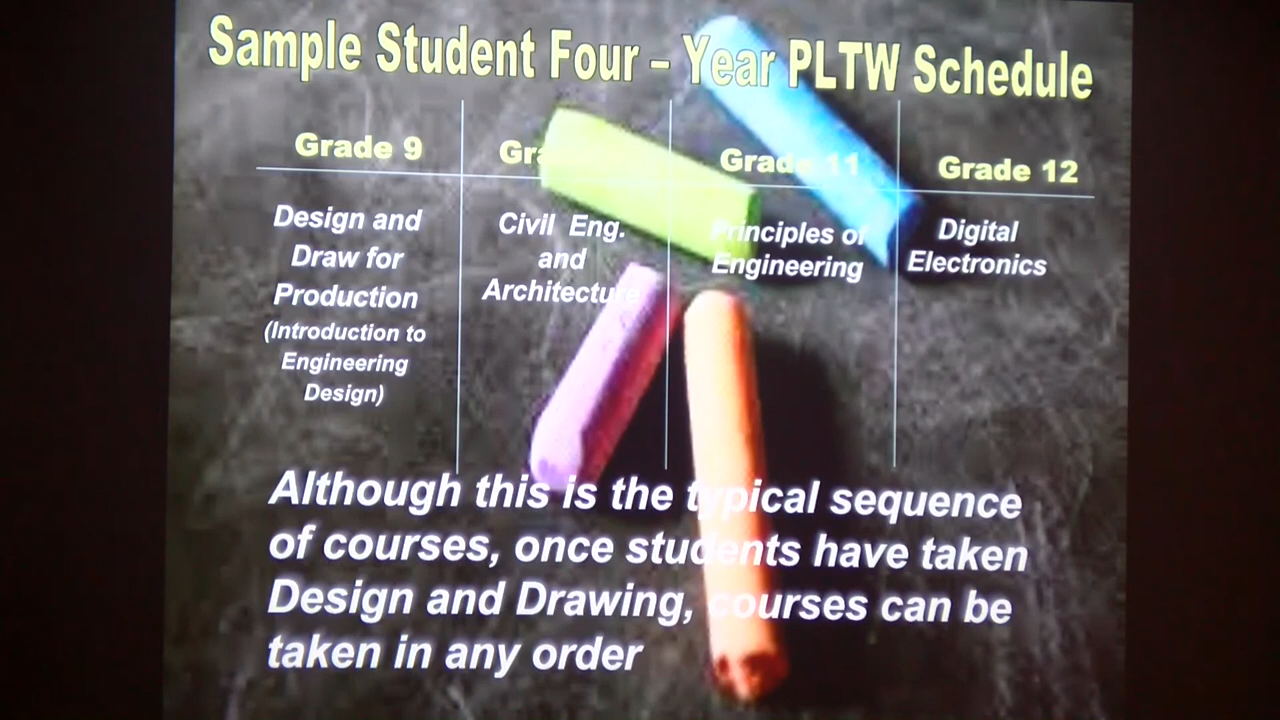 Sample Student Four – Year PLTW Schedule
Grade 9
Design and
Draw for
Production
(Introduction to
Engineering
Design)
Civil Eng.
and
Architecture
Grade 11
Principles of
Engineering
Grade 12
Digital
Electronics
Although this is the typical sequence
of courses, once students have taken
Design and Drawing, courses can be
taken in any order